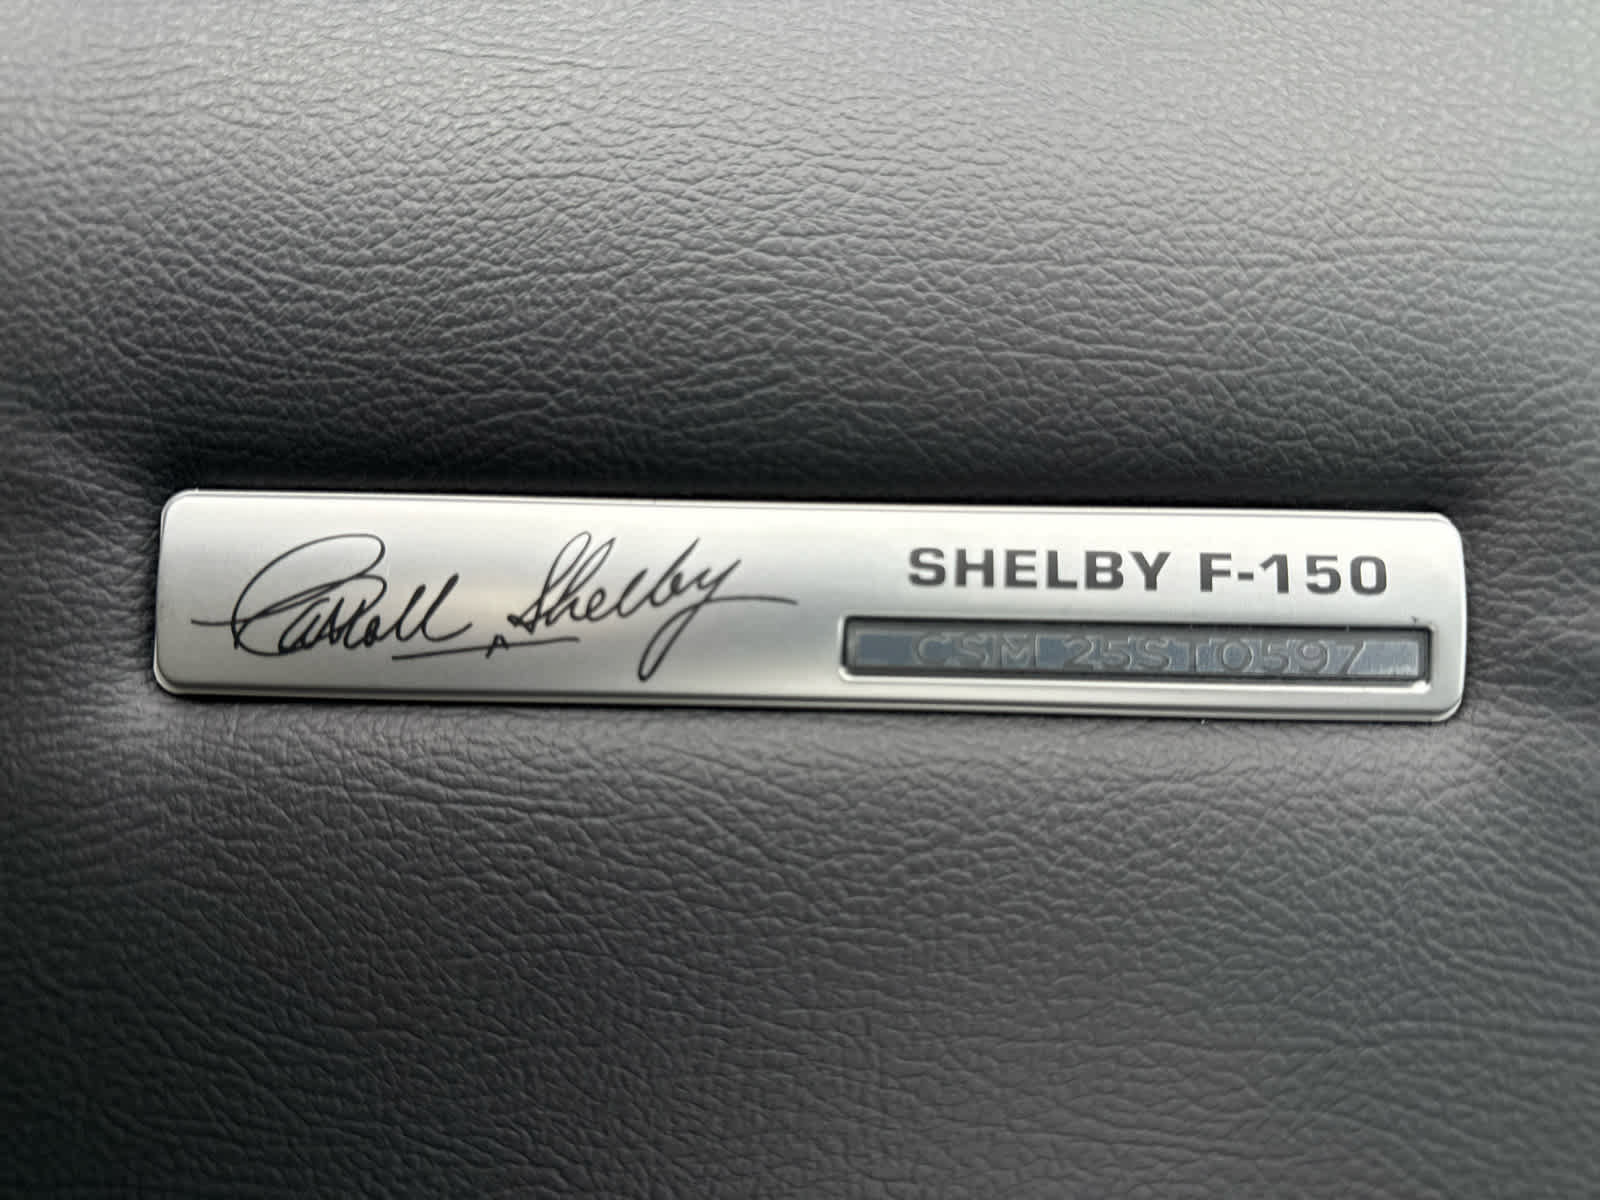 Carroll Shelby
SHELBY F-150
CSM 25ST0597